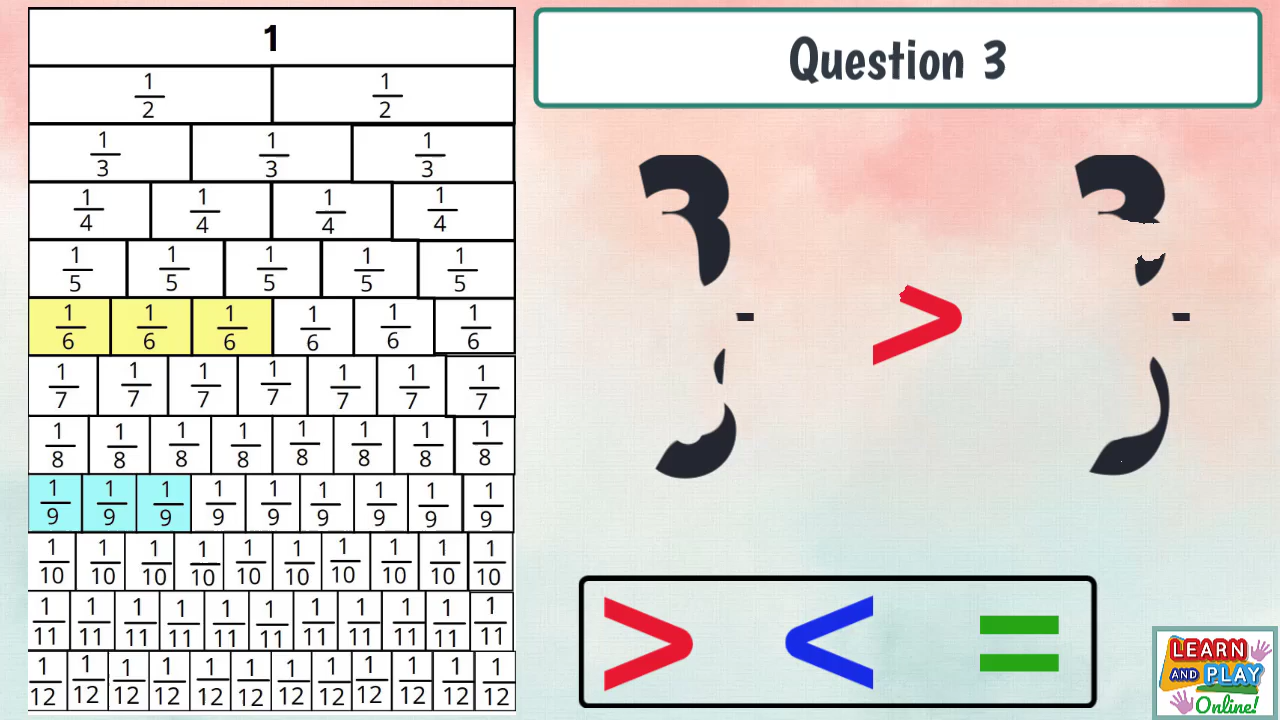 1
1/2 1/2
1/3 1/3 1/3
1/4 1/4 1/4 1/4
1/5 1/5 1/5 1/5 1/5
1/6 1/6 1/6 1/6 1/6 1/6
1/7 1/7 1/7 1/7 1/7 1/7 1/7
1/8 1/8 1/8 1/8 1/8 1/8 1/8 1/8
1/9 1/9 1/9 1/9 1/9 1/9 1/9 1/9 1/9
1/10 1/10 1/10 1/10 1/10 1/10 1/10 1/10 1/10 1/10
1/11 1/11 1/11 1/11 1/11 1/11 1/11 1/11 1/11 1/11 1/11
1/12 1/12 1/12 1/12 1/12 1/12 1/12 1/12 1/12 1/12 1/12 1/12
Question 3
>
> < =
LEARN
AND PLAY
Online!